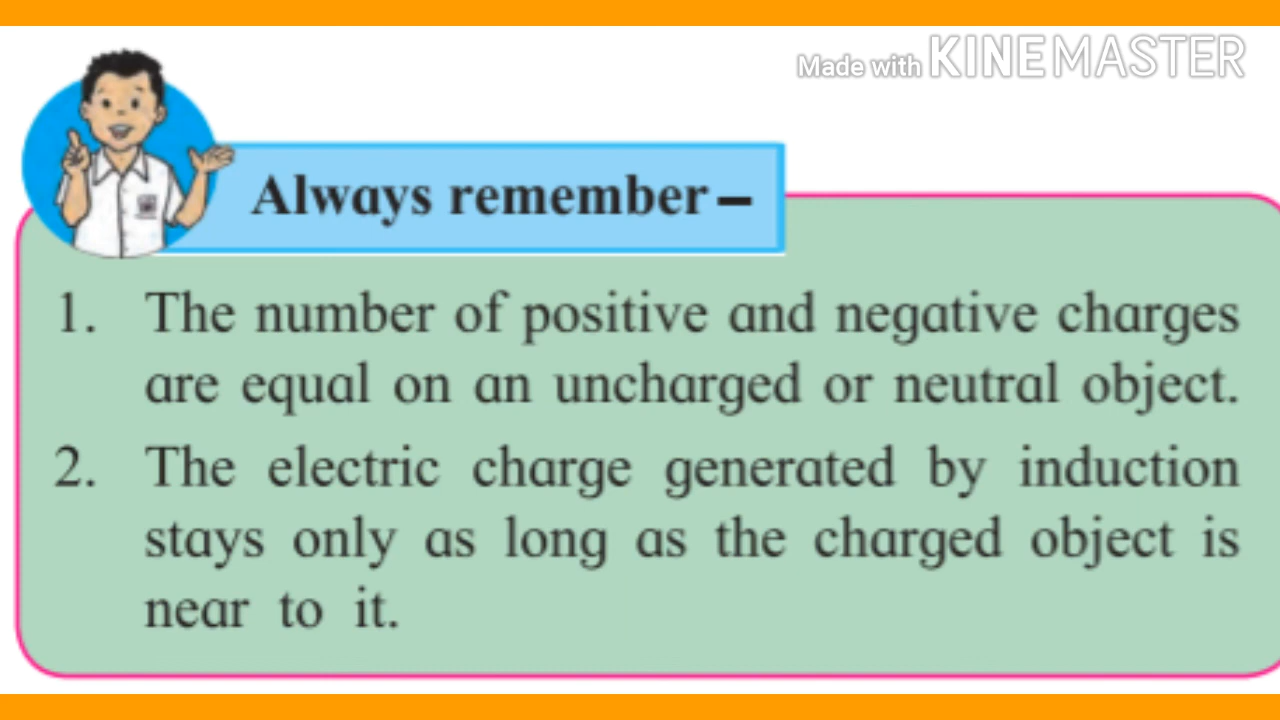 Made with KINEMASTER
Always remember –
1. The number of positive and negative charges
are equal on an uncharged or neutral object.
2. The electric charge generated by induction
stays only as long as the charged object is
near to it.